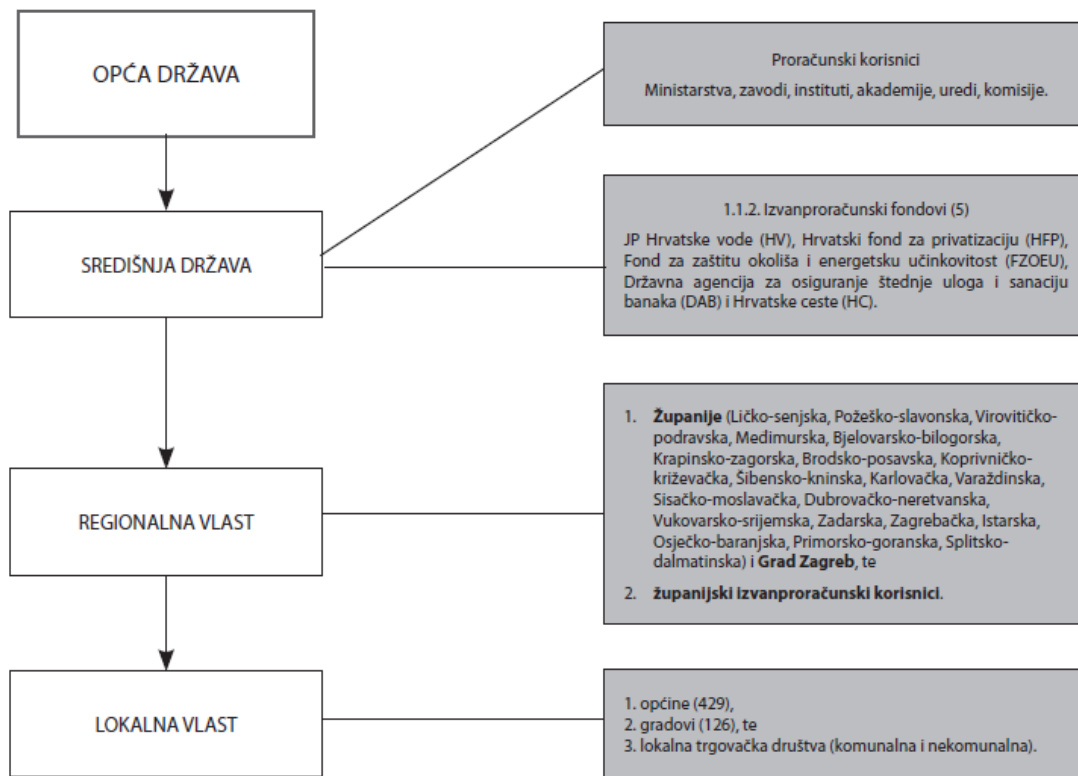 OPĆA DRŽAVA
Proračunski korisnici
Ministarstva, zavodi, instituti, akademije, uredi, komisije.
SREDIŠNJA DRŽAVA
1.1.2. Izvanproračunski fondovi (5)
JP Hrvatske vode (HV), Hrvatski fond za privatizaciju (HFP),
Fond za zaštitu okoliša i energetsku učinkovitost (FZOEU),
Državna agencija za osiguranje štednje uloga i sanaciju
banaka (DAB) i Hrvatske ceste (HC).
REGIONALNA VLAST
1. Županije (Ličko-senjska, Požeško-slavonska, Virovitičko-
podravska, Međimurska, Bjelovarsko-bilogorska,
Krapinsko-zagorska, Brodsko-posavska, Koprivničko-
križevačka, Šibensko-kninska, Karlovačka, Varaždinska,
Sisačko-moslavačka, Dubrovačko-neretvanska,
Vukovarsko-srijemska, Zadarska, Zagrebačka, Istarska,
Osječko-baranjska, Primorsko-goranska, Splitsko-
dalmatinska) i Grad Zagreb, te
2. županijski izvanproračunski korisnici.
LOKALNA VLAST
1. općine (429),
2. gradovi (126), te
3. lokalna trgovačka društva (komunalna i nekomunalna).